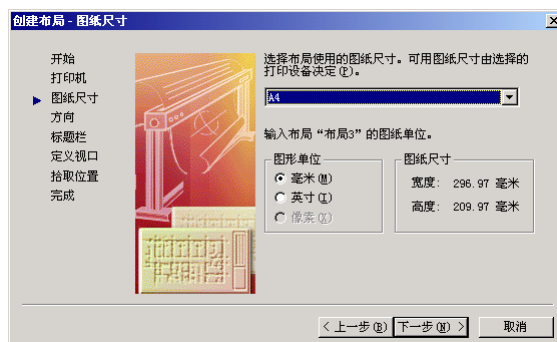 创建布局 - 图纸尺寸
开始
打印机
图纸尺寸
方向
标题栏
定义视口
拾取位置
完成
选择布局使用的图纸尺寸。可用图纸尺寸由选择的
打印设备决定(P)。
A4
输入布局“布局3”的图纸单位。
图形单位
毫米(M)
英寸(I)
像素(X)
图纸尺寸
宽度: 296.97 毫米
高度: 209.97 毫米
< 上一步(B)
下一步(N) >
取消